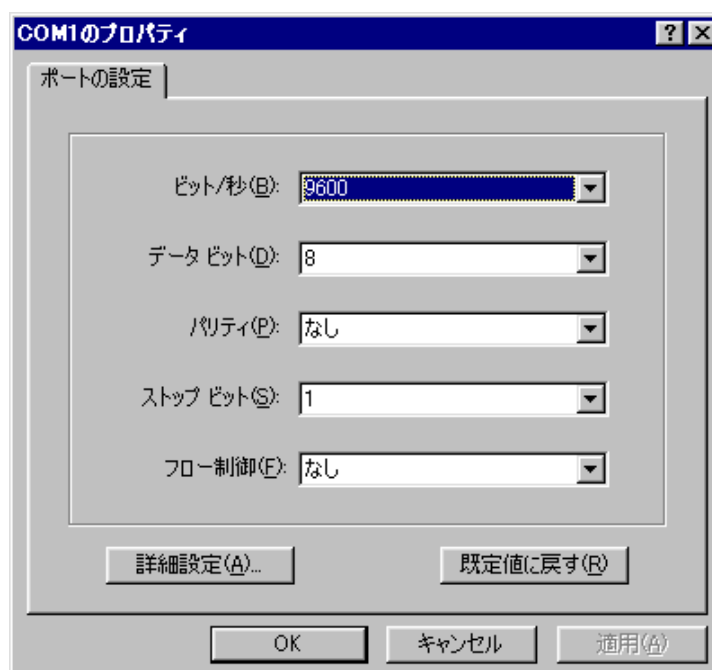 COM1のプロパティ
ポートの設定
ビット/秒(B): 9600
データ ビット(D): 8
パリティ(P): なし
ストップ ビット(S): 1
フロー制御(F): なし
詳細設定(A)... 既定値に戻す(R)
OK キャンセル 適用(A)